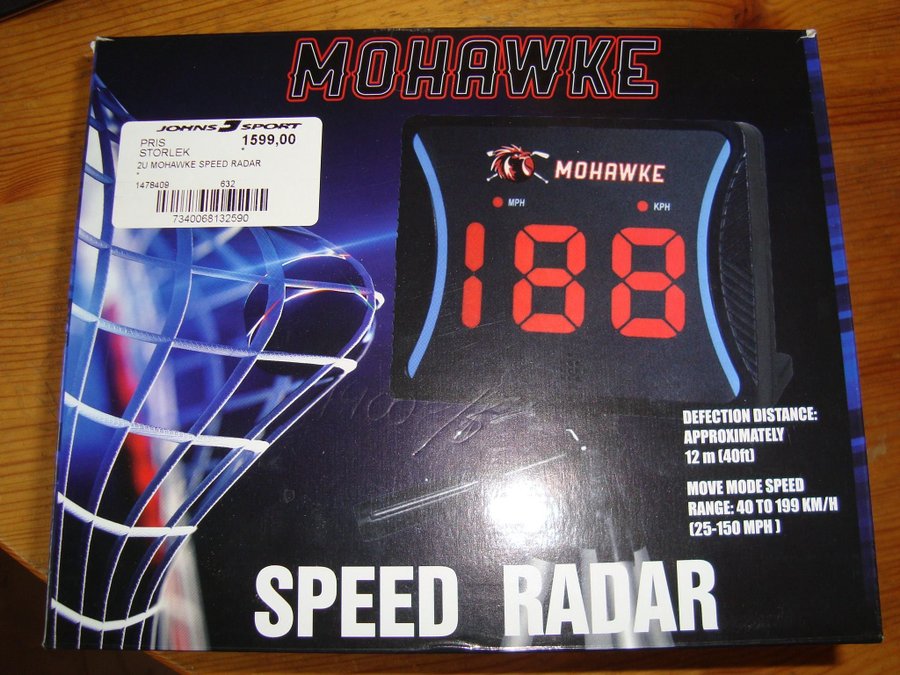 MOHAWKE
JOHNS SPORT
PRIS 1599,00
STORLEK *
2U MOHAWKE SPEED RADAR
*
1478409 632
7340068132590
MOHAWKE
MPH KPH
188
DEFECTION DISTANCE:
APPROXIMATELY
12 m (40ft)
MOVE MODE SPEED
RANGE: 40 TO 199 KM/H
(25-150 MPH )
SPEED RADAR